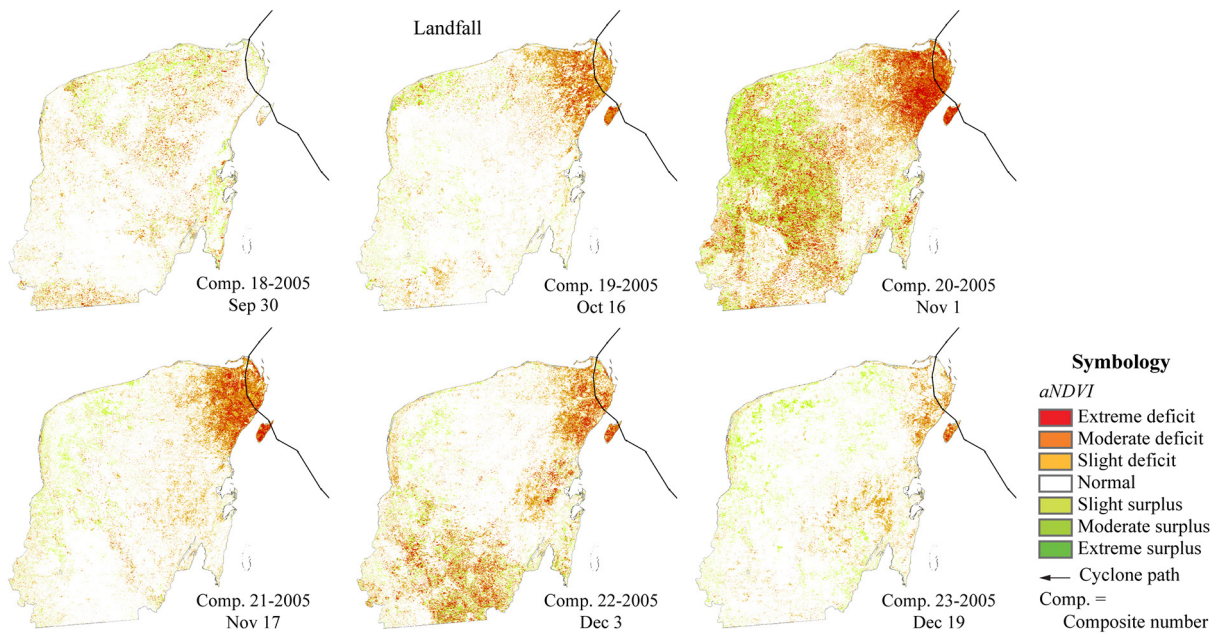 Landfall
Comp. 18-2005
Sep 30
Comp. 19-2005
Oct 16
Comp. 20-2005
Nov 1
Comp. 21-2005
Nov 17
Comp. 22-2005
Dec 3
Comp. 23-2005
Dec 19
Symbology
aNDVI
Extreme deficit
Moderate deficit
Slight deficit
Normal
Slight surplus
Moderate surplus
Extreme surplus
Cyclone path
Comp. =
Composite number